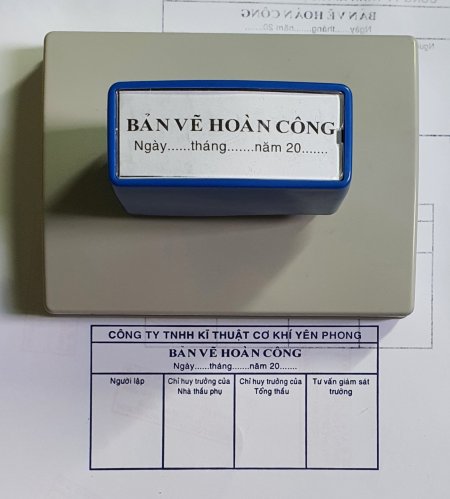 BẢN VẼ HOÀN CÔNG
Ngày......tháng.......năm 20.......
CÔNG TY TNHH KĨ THUẬT CƠ KHÍ YÊN PHONG
BẢN VẼ HOÀN CÔNG
Ngày......tháng.......năm 20.......
Người lập
Chỉ huy trưởng của
Nhà thầu phụ
Chỉ huy trưởng của
Tổng thầu
Tư vấn giám sát
trưởng